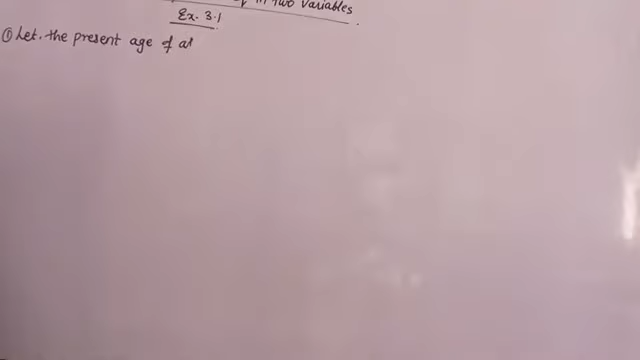 in two variables
Ex. 3.1
① Let. the present age of